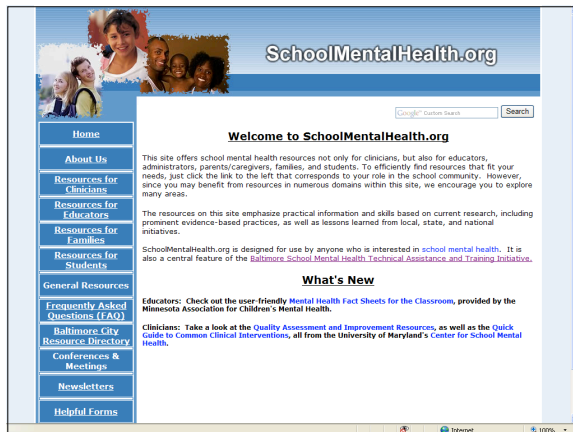 SchoolMentalHealth.org
Google™ Custom Search
Search
Home
About Us
Resources for
Clinicians
Resources for
Educators
Resources for
Families
Resources for
Students
General Resources
Frequently Asked
Questions (FAQ)
Baltimore City
Resource Directory
Conferences &
Meetings
Newsletters
Helpful Forms
Welcome to SchoolMentalHealth.org
This site offers school mental health resources not only for clinicians, but also for educators,
administrators, parents/caregivers, families, and students. To efficiently find resources that fit your
needs, just click the link to the left that corresponds to your role in the school community. However,
since you may benefit from resources in numerous domains within this site, we encourage you to explore
many areas.
The resources on this site emphasize practical information and skills based on current research, including
prominent evidence-based practices, as well as lessons learned from local, state, and national
initiatives.
SchoolMentalHealth.org is designed for use by anyone who is interested in school mental health. It is
also a central feature of the Baltimore School Mental Health Technical Assistance and Training Initiative.
What's New
Educators: Check out the user-friendly Mental Health Fact Sheets for the Classroom, provided by the
Minnesota Association for Children's Mental Health.
Clinicians: Take a look at the Quality Assessment and Improvement Resources, as well as the Quick
Guide to Common Clinical Interventions, all from the University of Maryland's Center for School Mental
Health.
Internet
100%